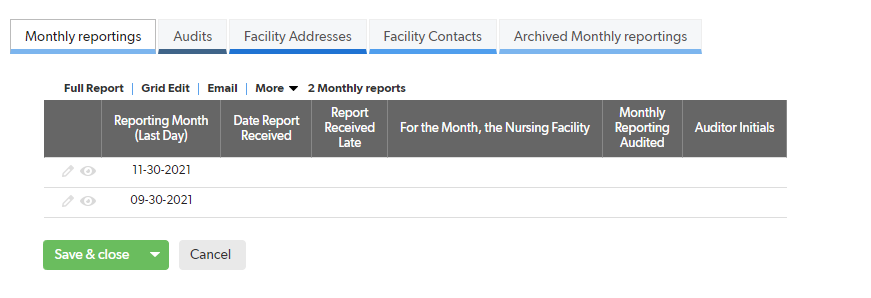 Monthly reportings Audits Facility Addresses Facility Contacts Archived Monthly reportings
Full Report | Grid Edit | Email | More 2 Monthly reports
Reporting Month
(Last Day)
Date Report
Received
Report
Received
Late
For the Month, the Nursing Facility
Monthly
Reporting
Audited
Auditor Initials
11-30-2021
09-30-2021
Save & close Cancel